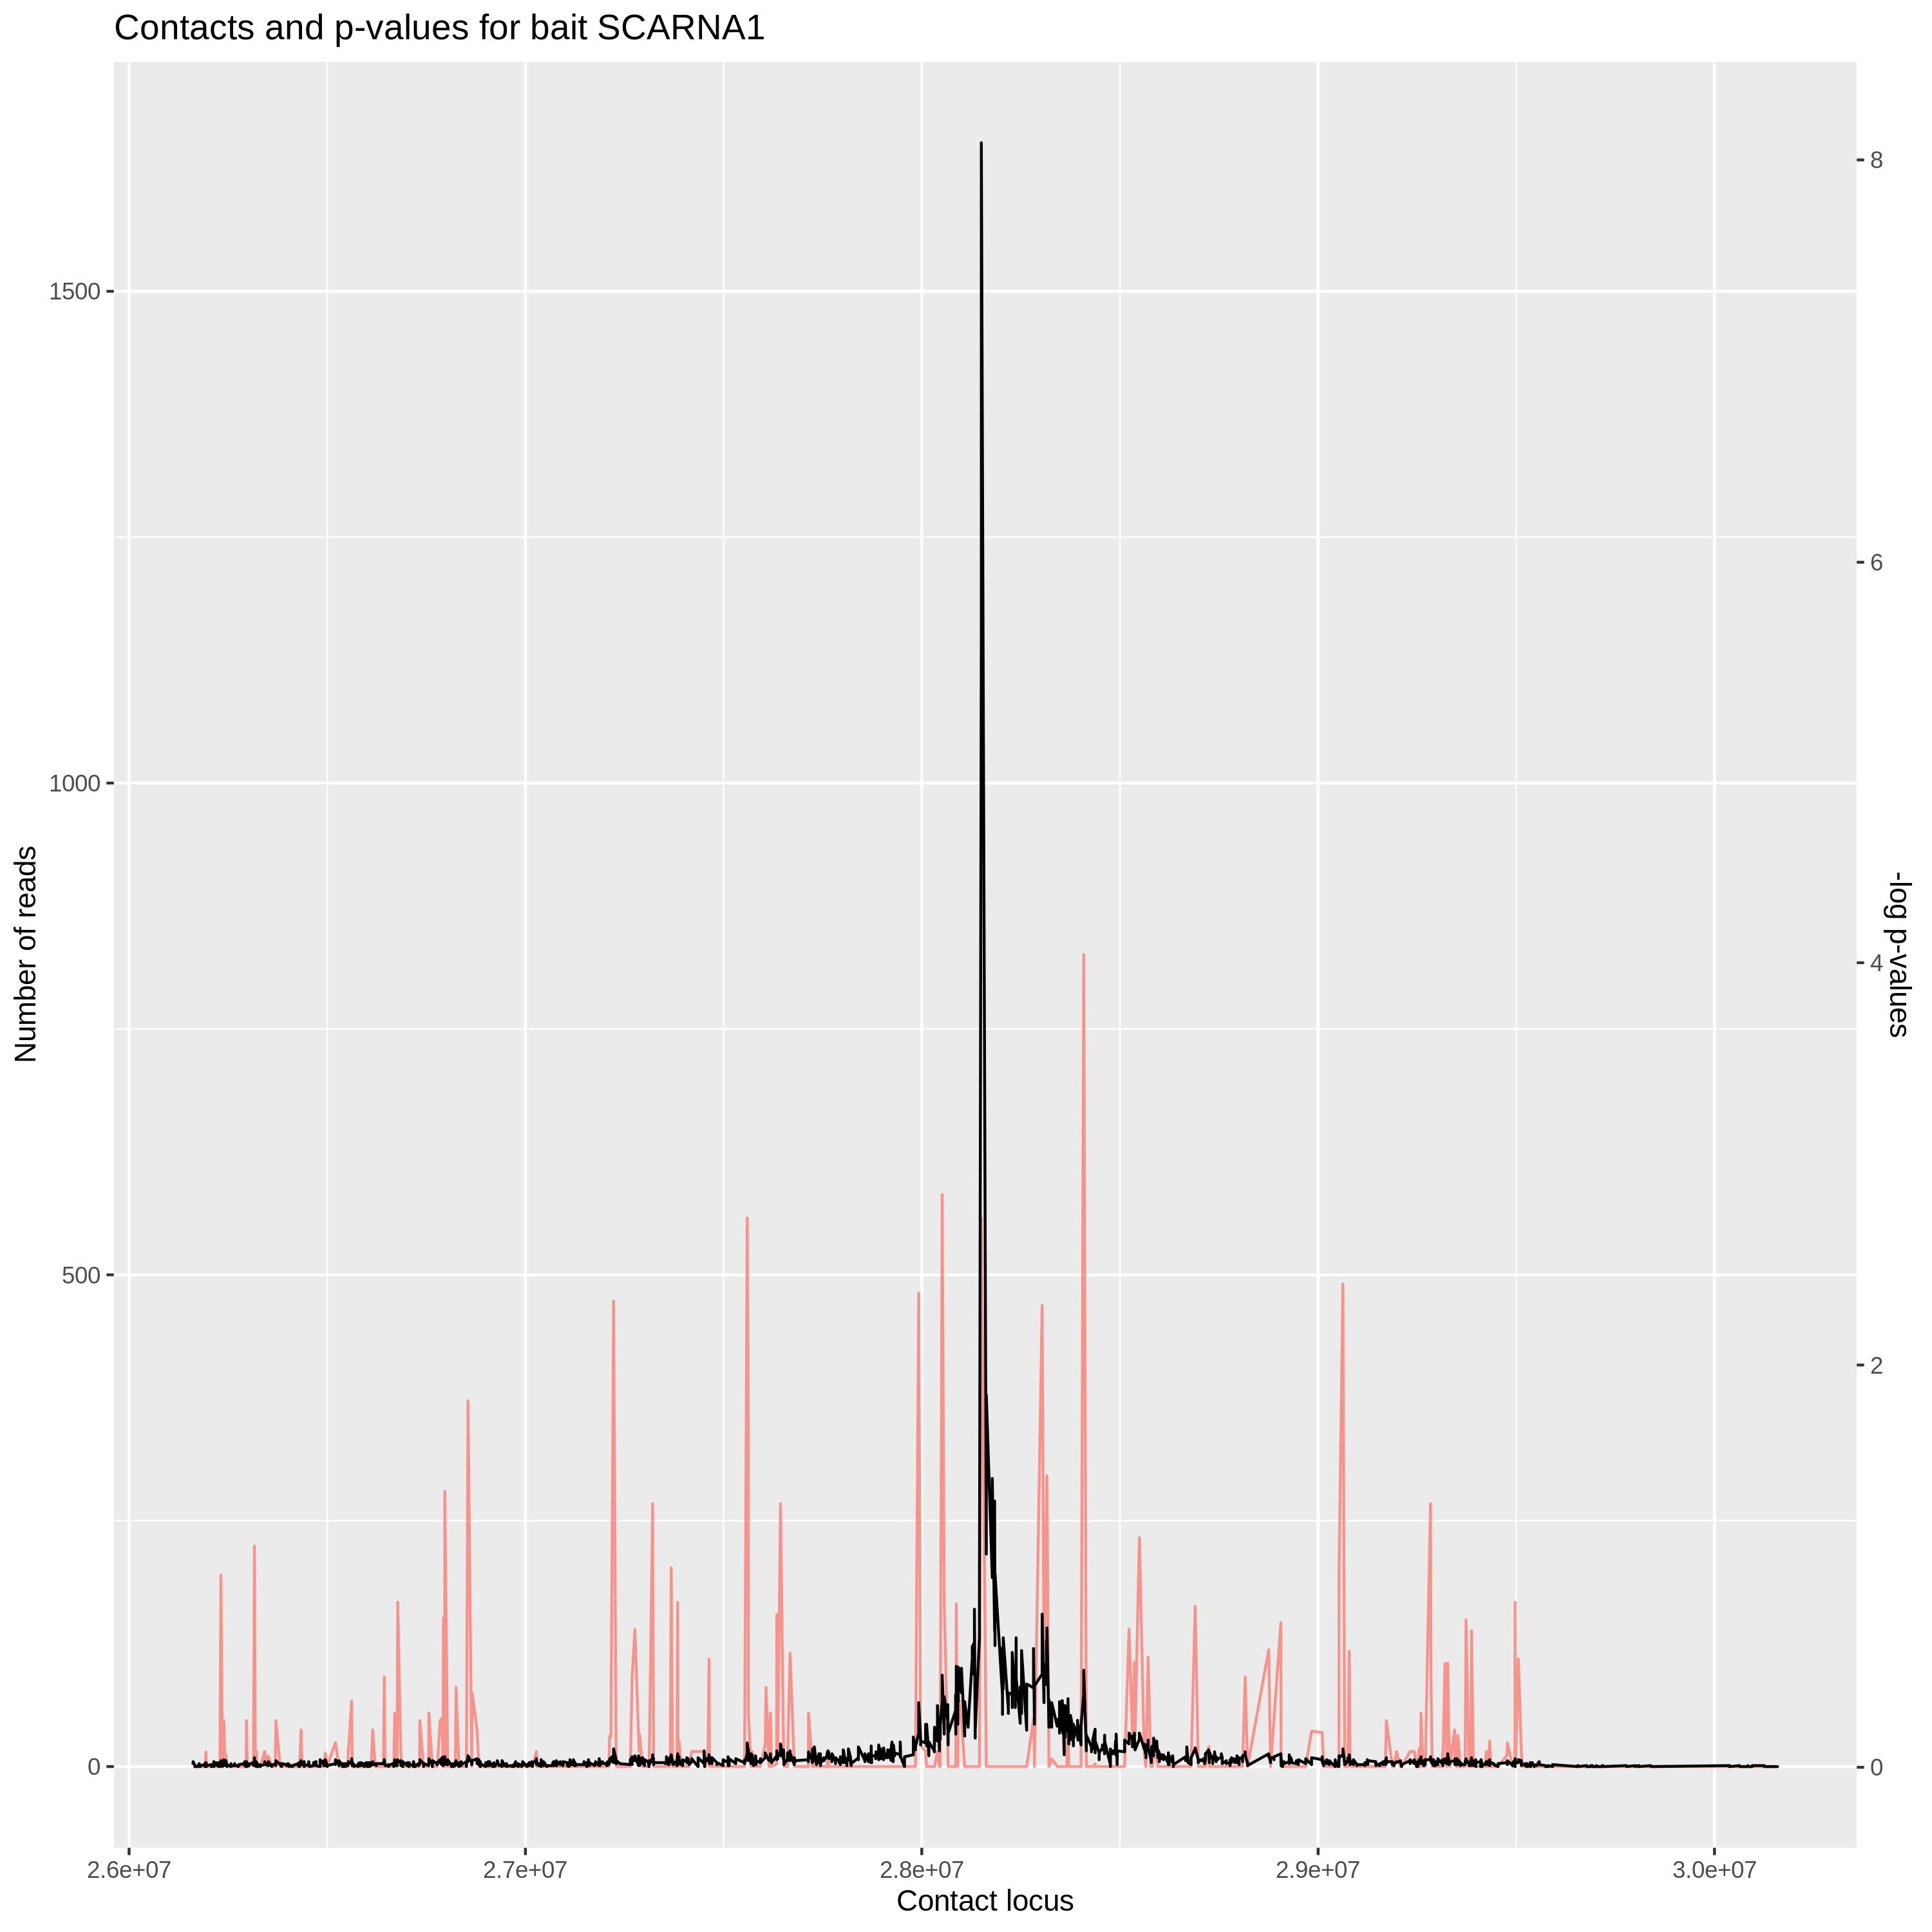 Contacts and p-values for bait SCARNA1
Number of reads
1500
1000
500
0
8
6
4
2
0
-log p-values
2.6e+07 2.7e+07 2.8e+07 2.9e+07 3.0e+07
Contact locus